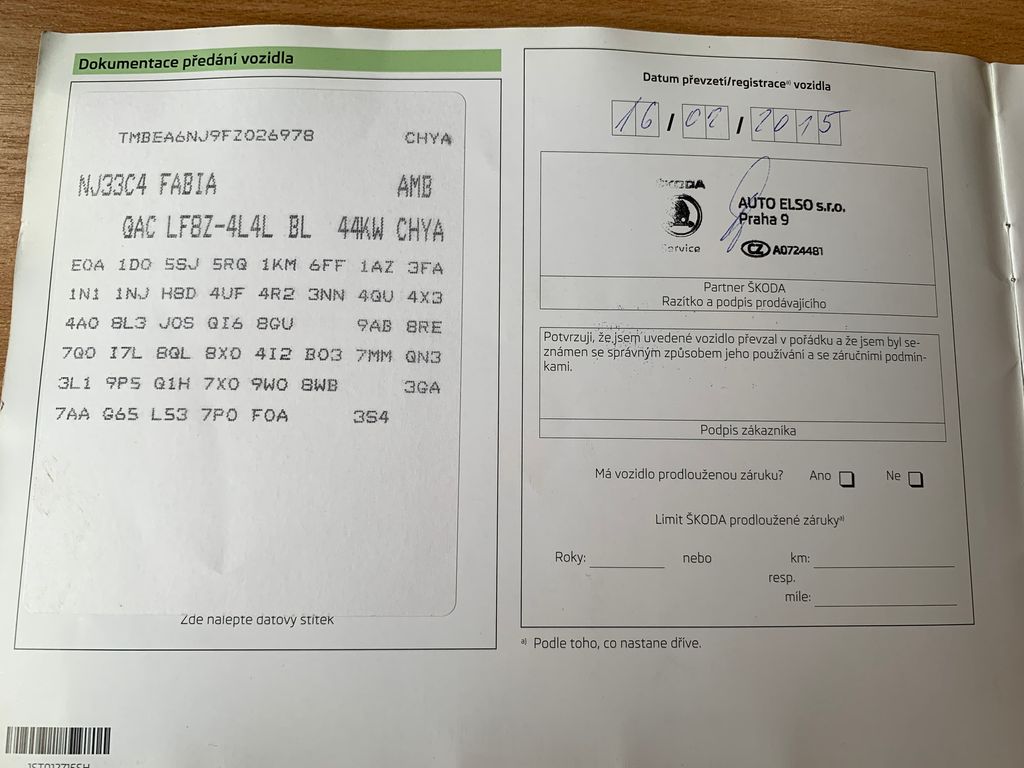 Dokumentace předání vozidla
TMBEA6NJ9FZ026978 CHYA
NJ33C4 FABIA AMB
QAC LF8Z-4L4L BL 44KW CHYA
E0A 1D0 5SJ 5RQ 1KM 6FF 1AZ 3FA
1N1 1NJ H8D 4UF 4R2 3NN 4QU 4X3
4A0 8L3 J0S QI6 8GU 9AB 8RE
7Q0 I7L 8QL 8X0 4I2 B03 7MM QN3
3L1 9P5 Q1H 7X0 9W0 8WB 3GA
7AA G65 L53 7P0 F0A 3S4
Zde nalepte datový štítek
Datum převzetí/registrace a) vozidla
16 / 02 / 2015
ŠKODA
Service
AUTO ELSO s.r.o.
Praha 9
CZ A0724481
Partner ŠKODA
Razítko a podpis prodávajícího
Potvrzuji, že jsem uvedené vozidlo převzal v pořádku a že jsem byl se-
známen se správným způsobem jeho používání a se záručními podmín-
kami.
Podpis zákazníka
Má vozidlo prodlouženou záruku? Ano Ne
Limit ŠKODA prodloužené záruky a)
Roky: nebo km:
resp.
míle:
a) Podle toho, co nastane dříve.